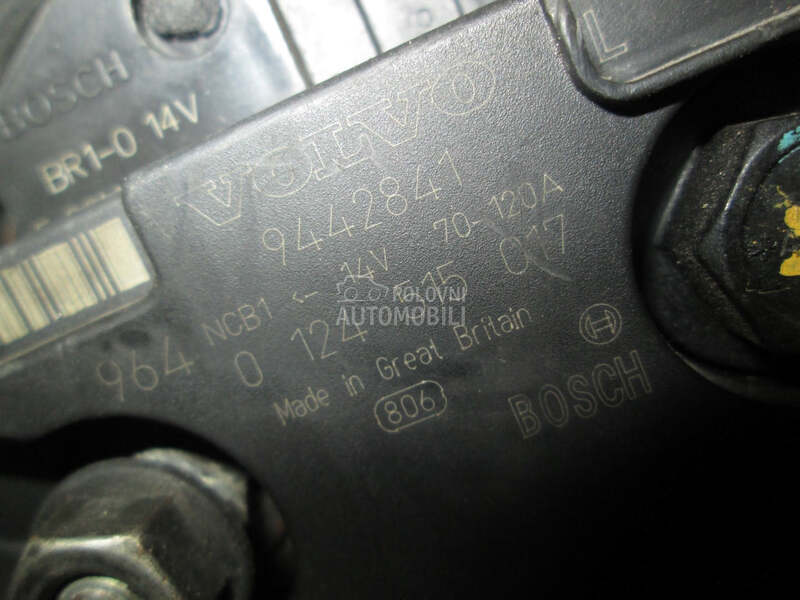 BOSCH
BR1-0 14V
L
VOLVO
9442841
NCB1 <- 14V 70-120A
964 0 124 515 017
Made in Great Britain
806
BOSCH
POLOVNI
AUTOMOBILI